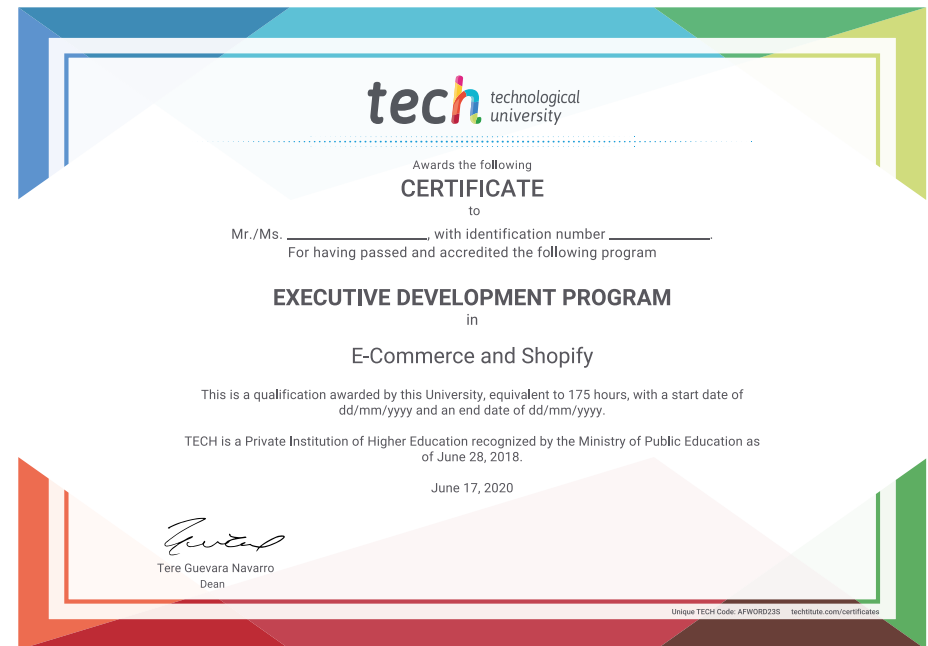 tech technological
university
Awards the following
CERTIFICATE
to
Mr./Ms. ____________________, with identification number ______________.
For having passed and accredited the following program
EXECUTIVE DEVELOPMENT PROGRAM
in
E-Commerce and Shopify
This is a qualification awarded by this University, equivalent to 175 hours, with a start date of
dd/mm/yyyy and an end date of dd/mm/yyyy.
TECH is a Private Institution of Higher Education recognized by the Ministry of Public Education as
of June 28, 2018.
June 17, 2020
Tere Guevara Navarro
Dean
Unique TECH Code: AFWORD23S techtitute.com/certificates